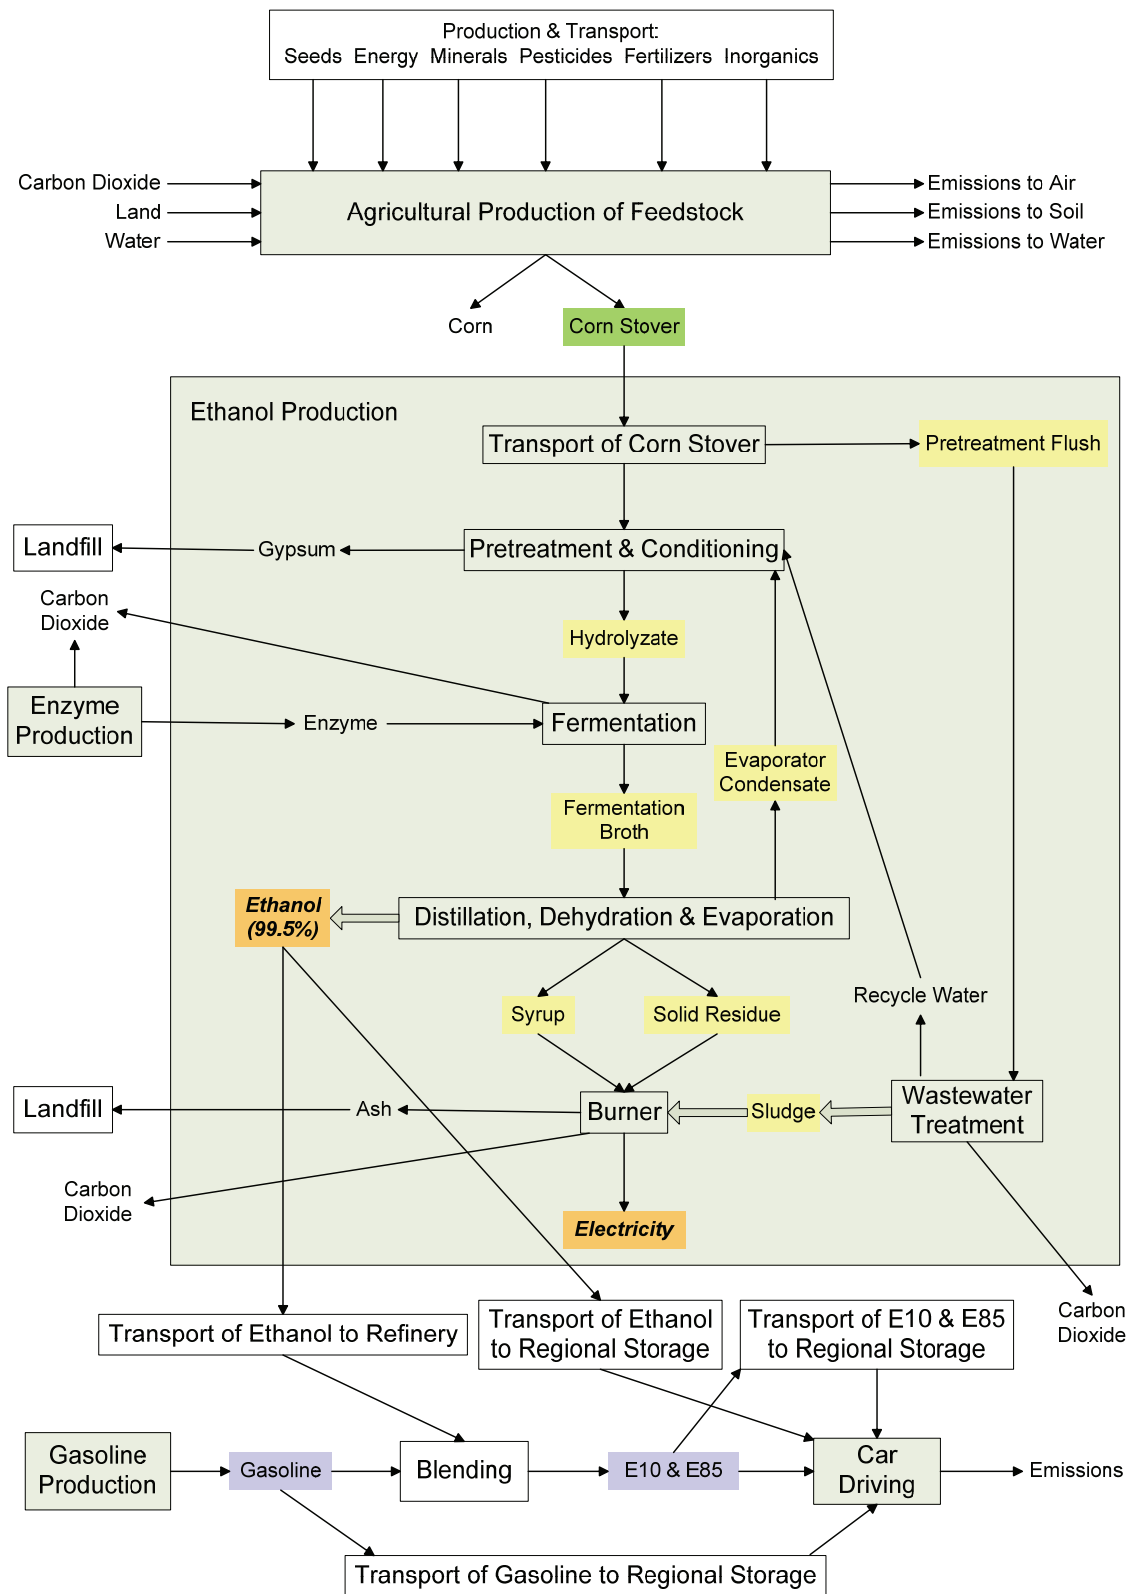 Production & Transport:
Seeds Energy Minerals Pesticides Fertilizers Inorganics
Carbon Dioxide
Land
Water
Agricultural Production of Feedstock
Emissions to Air
Emissions to Soil
Emissions to Water
Corn
Corn Stover
Ethanol Production
Transport of Corn Stover
Pretreatment Flush
Landfill
Gypsum
Pretreatment & Conditioning
Carbon
Dioxide
Hydrolyzate
Enzyme
Production
Enzyme
Fermentation
Evaporator
Condensate
Fermentation
Broth
Ethanol
(99.5%)
Distillation, Dehydration & Evaporation
Syrup
Solid Residue
Recycle Water
Landfill
Ash
Burner
Sludge
Wastewater
Treatment
Carbon
Dioxide
Electricity
Transport of Ethanol to Refinery
Transport of Ethanol
to Regional Storage
Transport of E10 & E85
to Regional Storage
Carbon
Dioxide
Gasoline
Production
Gasoline
Blending
E10 & E85
Car
Driving
Emissions
Transport of Gasoline to Regional Storage